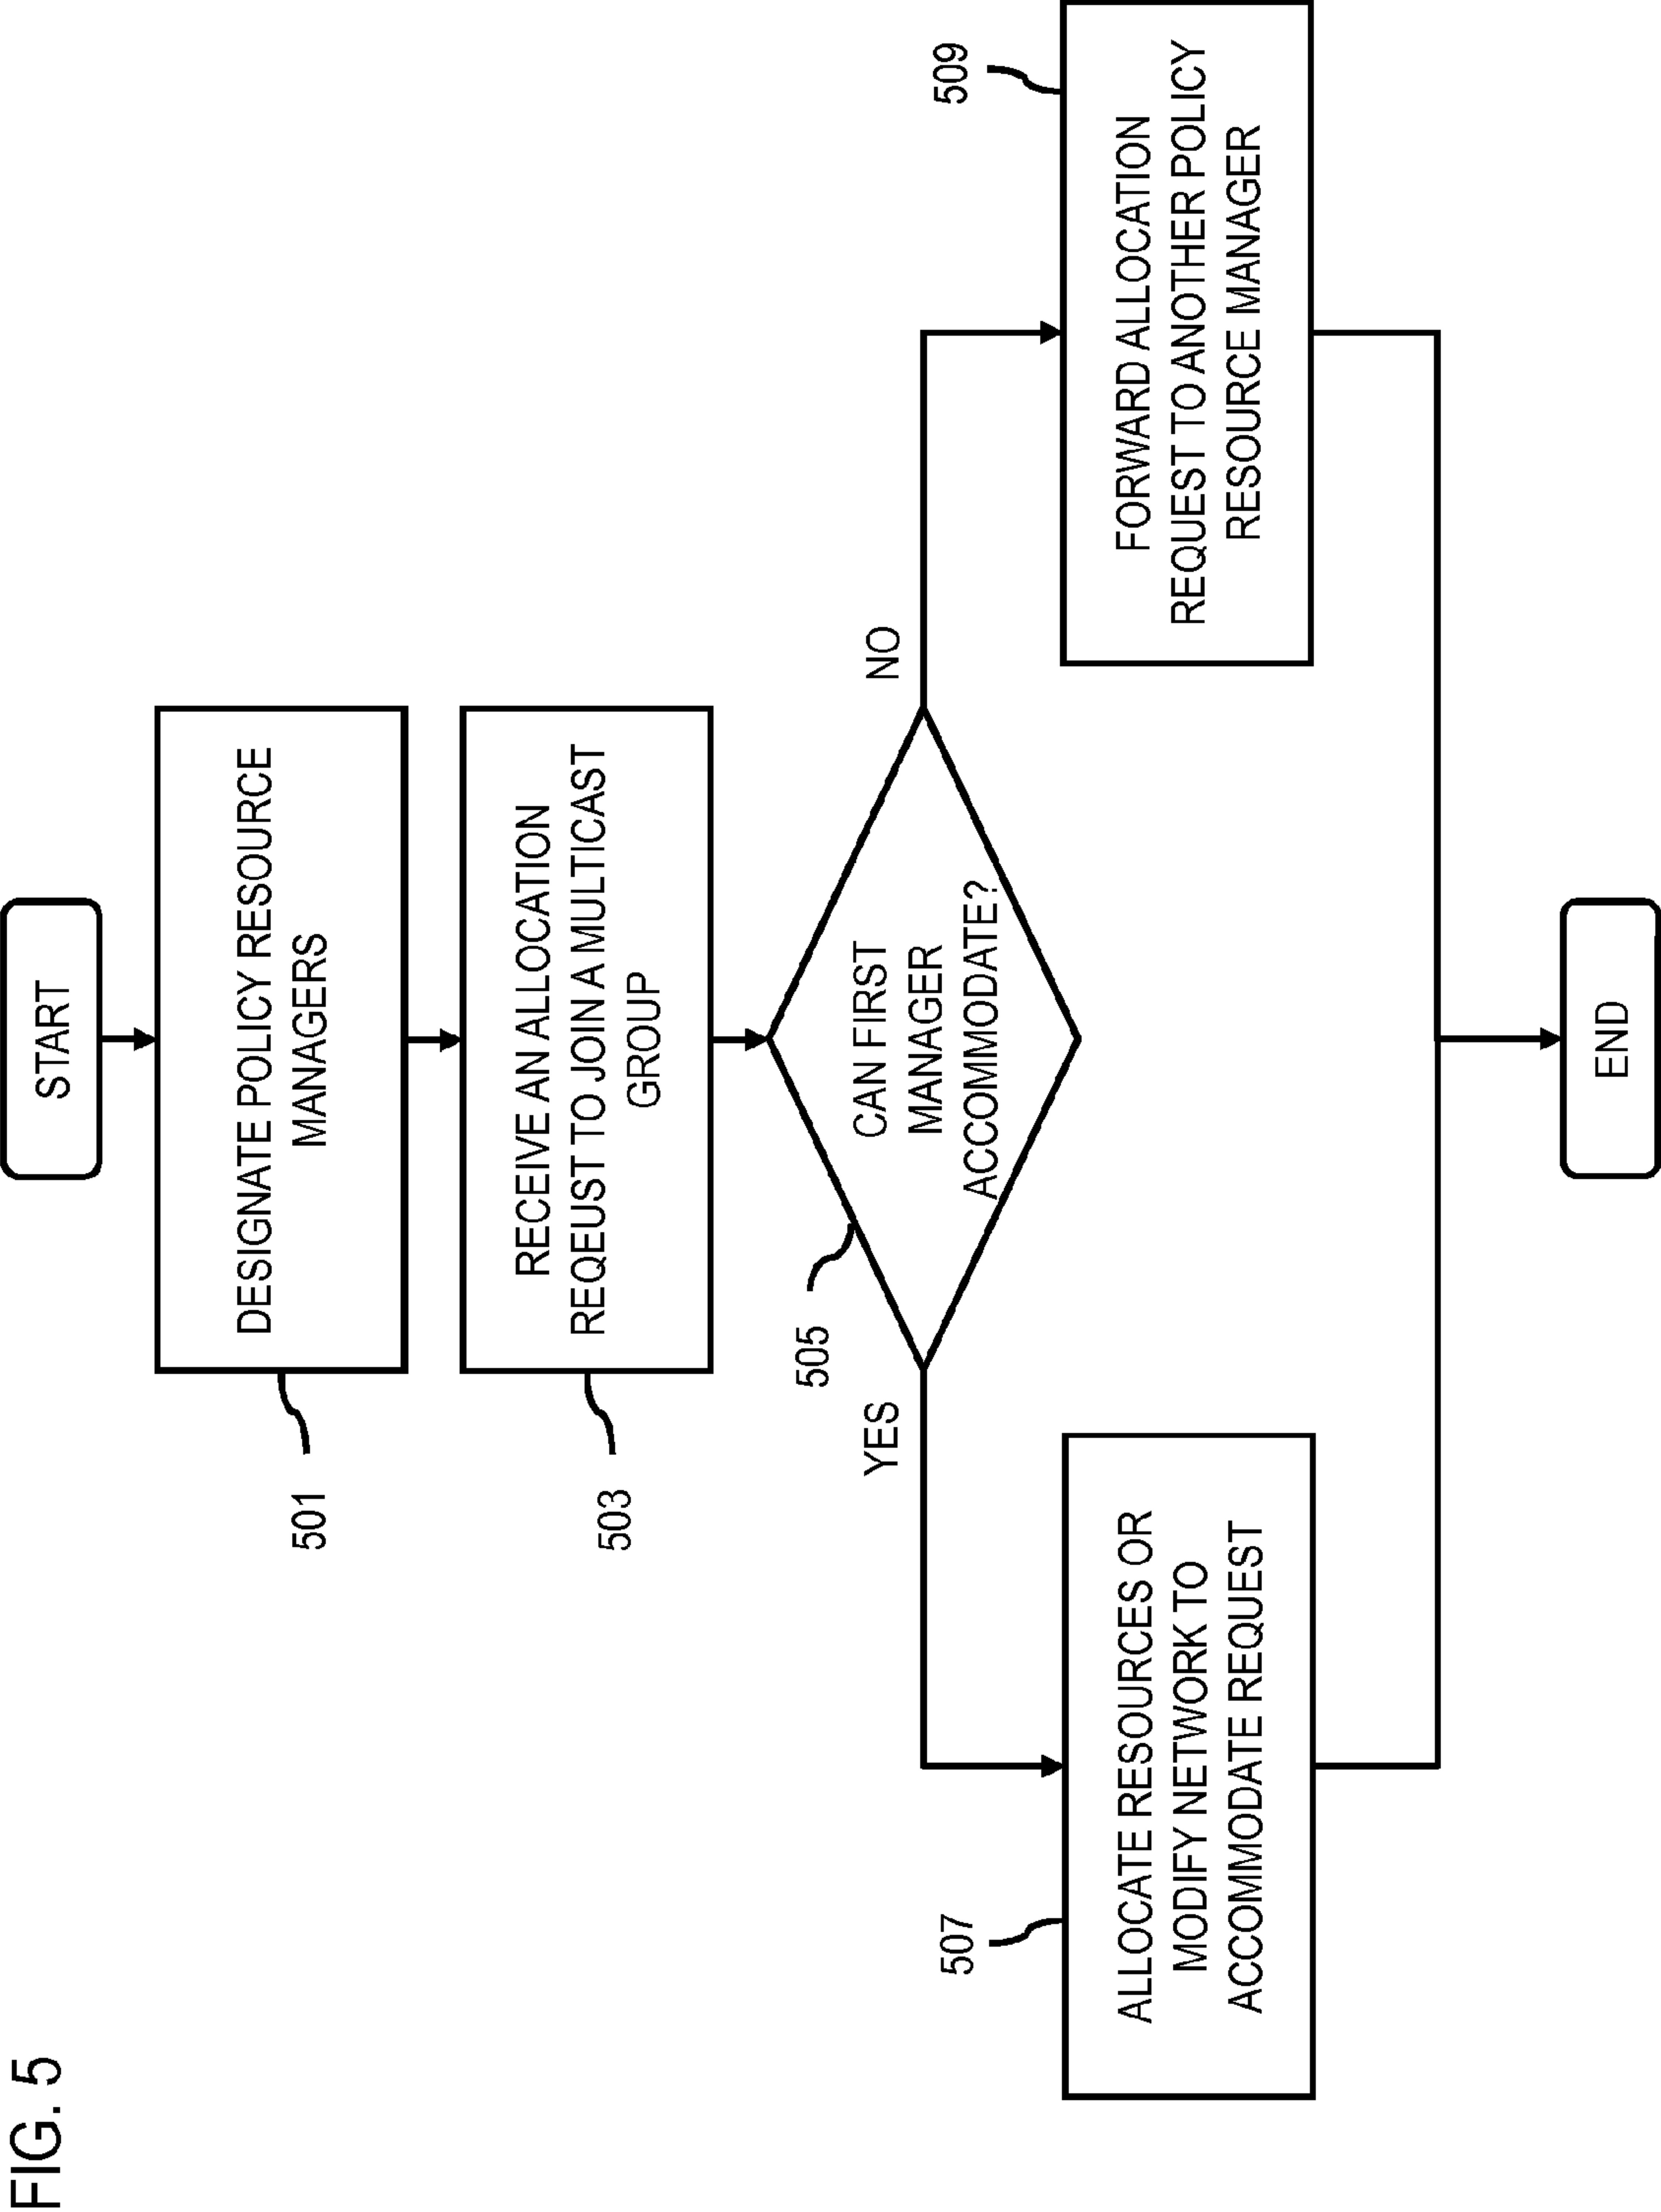 FIG. 5
START
DESIGNATE POLICY RESOURCE
MANAGERS
501
RECEIVE AN ALLOCATION
REQEUST TO JOIN A MULTICAST
GROUP
503
CAN FIRST
MANAGER
ACCOMMODATE?
505
YES
NO
ALLOCATE RESOURCES OR
MODIFY NETWORK TO
ACCOMMODATE REQUEST
507
FORWARD ALLOCATION
REQUEST TO ANOTHER POLICY
RESOURCE MANAGER
509
END